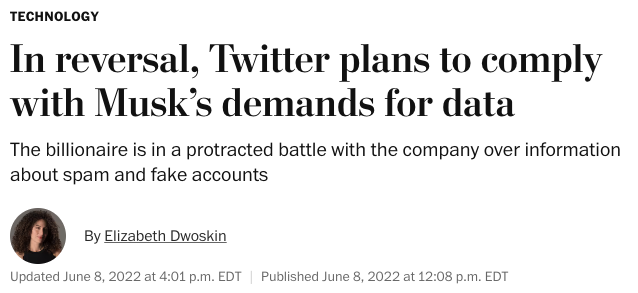 TECHNOLOGY
In reversal, Twitter plans to comply
with Musk’s demands for data
The billionaire is in a protracted battle with the company over information
about spam and fake accounts
By Elizabeth Dwoskin
Updated June 8, 2022 at 4:01 p.m. EDT | Published June 8, 2022 at 12:08 p.m. EDT